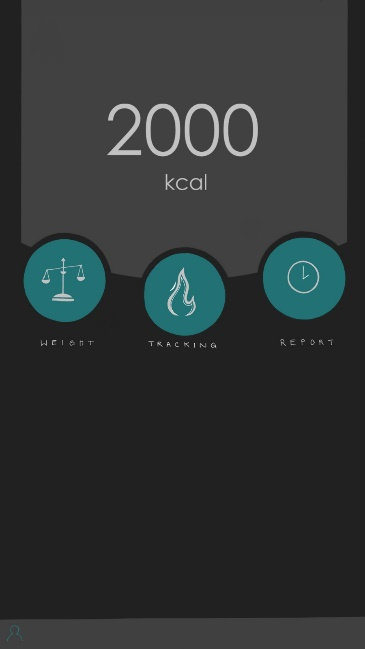 2000
kcal
WEIGHT
TRACKING
REPORT